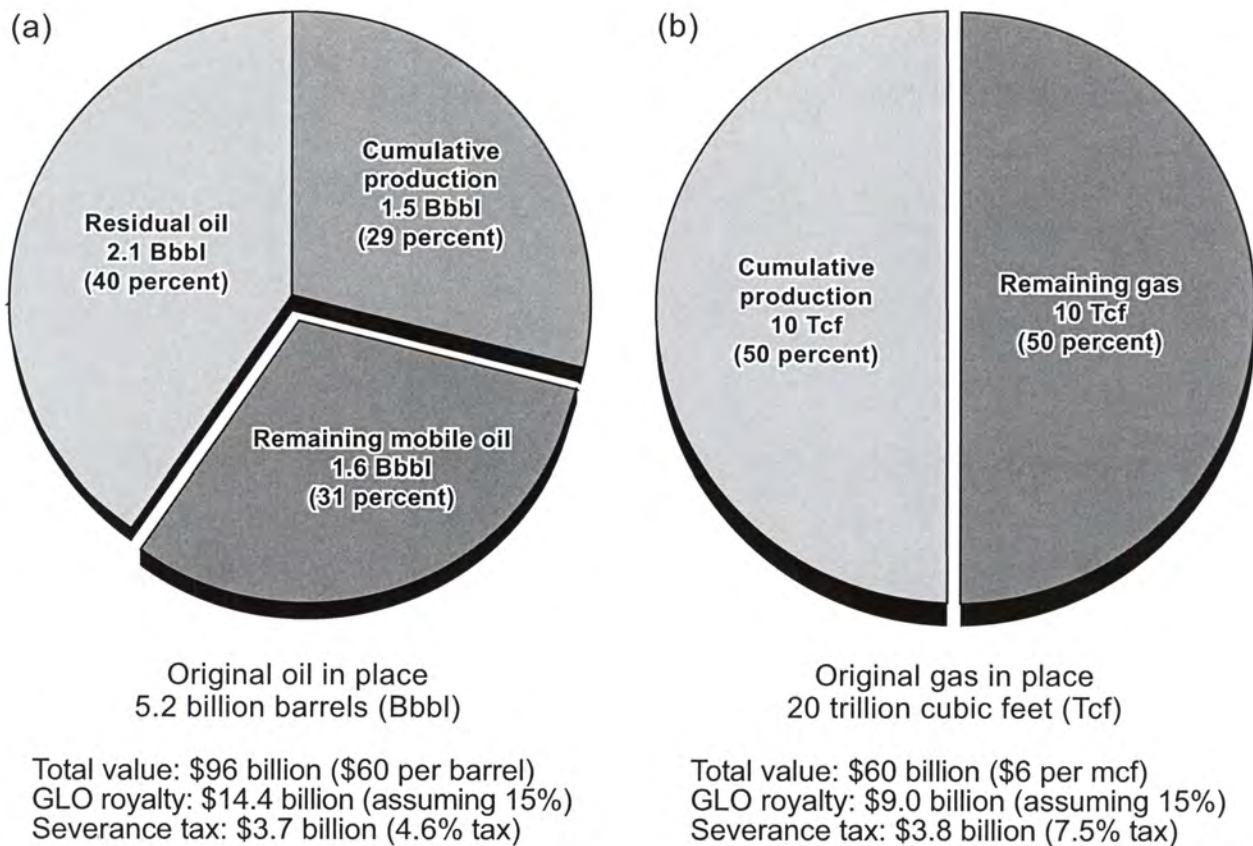 (a)
Residual oil
2.1 Bbbl
(40 percent)
Cumulative
production
1.5 Bbbl
(29 percent)
Remaining mobile oil
1.6 Bbbl
(31 percent)
Original oil in place
5.2 billion barrels (Bbbl)
Total value: $96 billion ($60 per barrel)
GLO royalty: $14.4 billion (assuming 15%)
Severance tax: $3.7 billion (4.6% tax)
(b)
Cumulative
production
10 Tcf
(50 percent)
Remaining gas
10 Tcf
(50 percent)
Original gas in place
20 trillion cubic feet (Tcf)
Total value: $60 billion ($6 per mcf)
GLO royalty: $9.0 billion (assuming 15%)
Severance tax: $3.8 billion (7.5% tax)